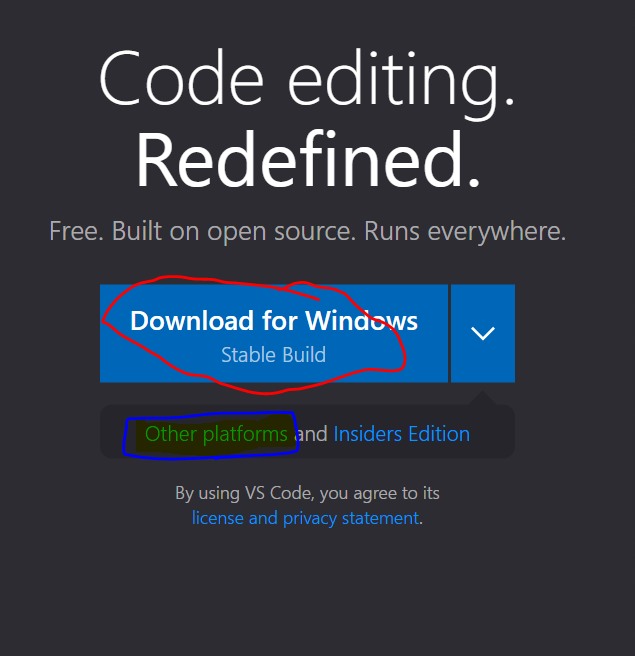 Code editing.
Redefined.
Free. Built on open source. Runs everywhere.
Download for Windows
Stable Build
Other platforms and Insiders Edition
By using VS Code, you agree to its
license and privacy statement.